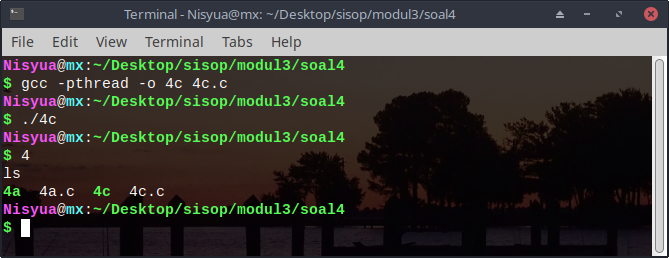 Terminal - Nisyua@mx: ~/Desktop/sisop/modul3/soal4
File Edit View Terminal Tabs Help
Nisyua@mx:~/Desktop/sisop/modul3/soal4
$ gcc -pthread -o 4c 4c.c
Nisyua@mx:~/Desktop/sisop/modul3/soal4
$ ./4c
Nisyua@mx:~/Desktop/sisop/modul3/soal4
$ 4
ls
4a  4a.c  4c  4c.c
Nisyua@mx:~/Desktop/sisop/modul3/soal4
$